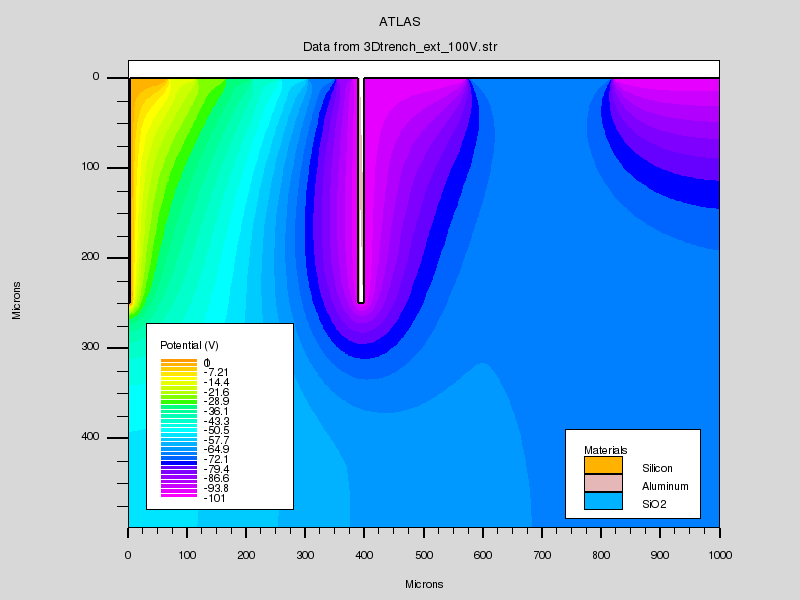 ATLAS
Data from 3Dtrench_ext_100V.str
0
100
200
300
400
Microns
Potential (V)
0
-7.21
-14.4
-21.6
-28.9
-36.1
-43.3
-50.5
-57.7
-64.9
-72.1
-79.4
-86.6
-93.8
-101
Materials
Silicon
Aluminum
SiO2
0 100 200 300 400 500 600 700 800 900 1000
Microns